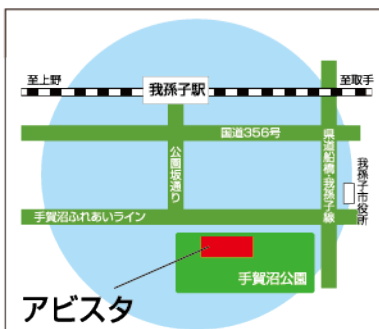 至上野
我孫子駅
至取手
国道356号
公園坂通り
県道船橋・我孫子線
我孫子市役所
手賀沼ふれあいライン
手賀沼公園
アビスタ